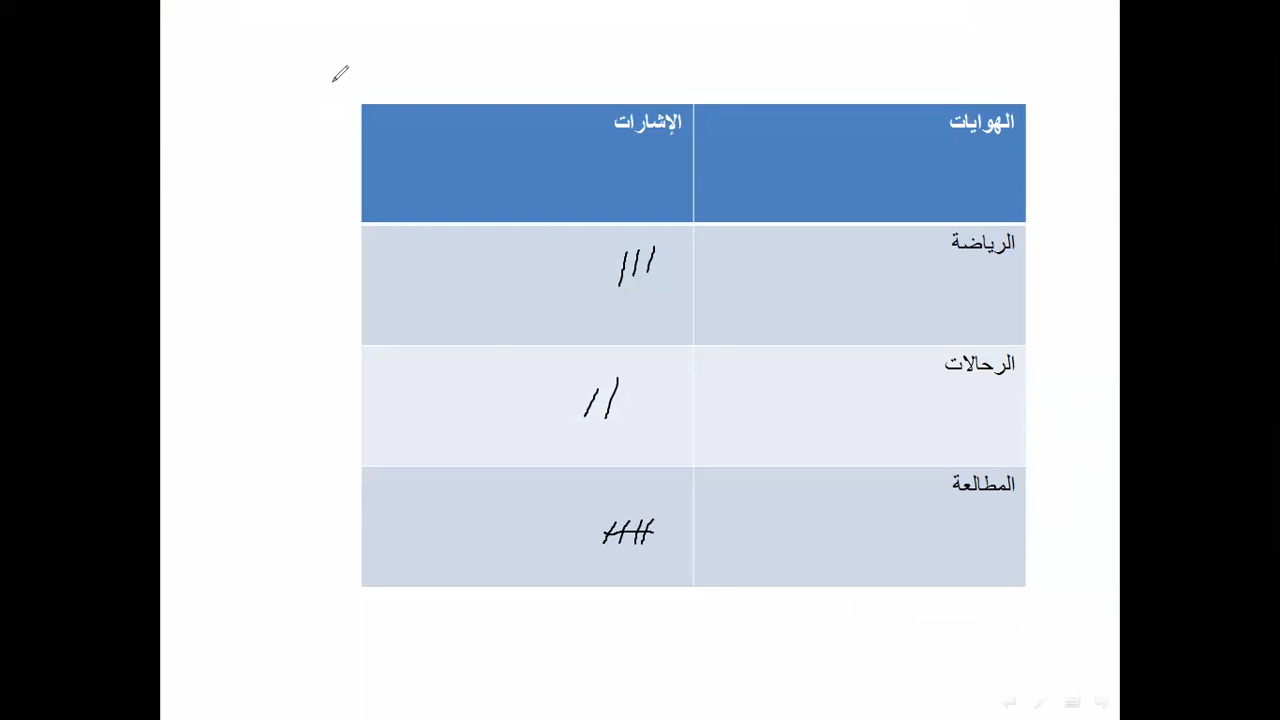 الهوايات الإشارات
الرياضة
الرحالات
المطالعة